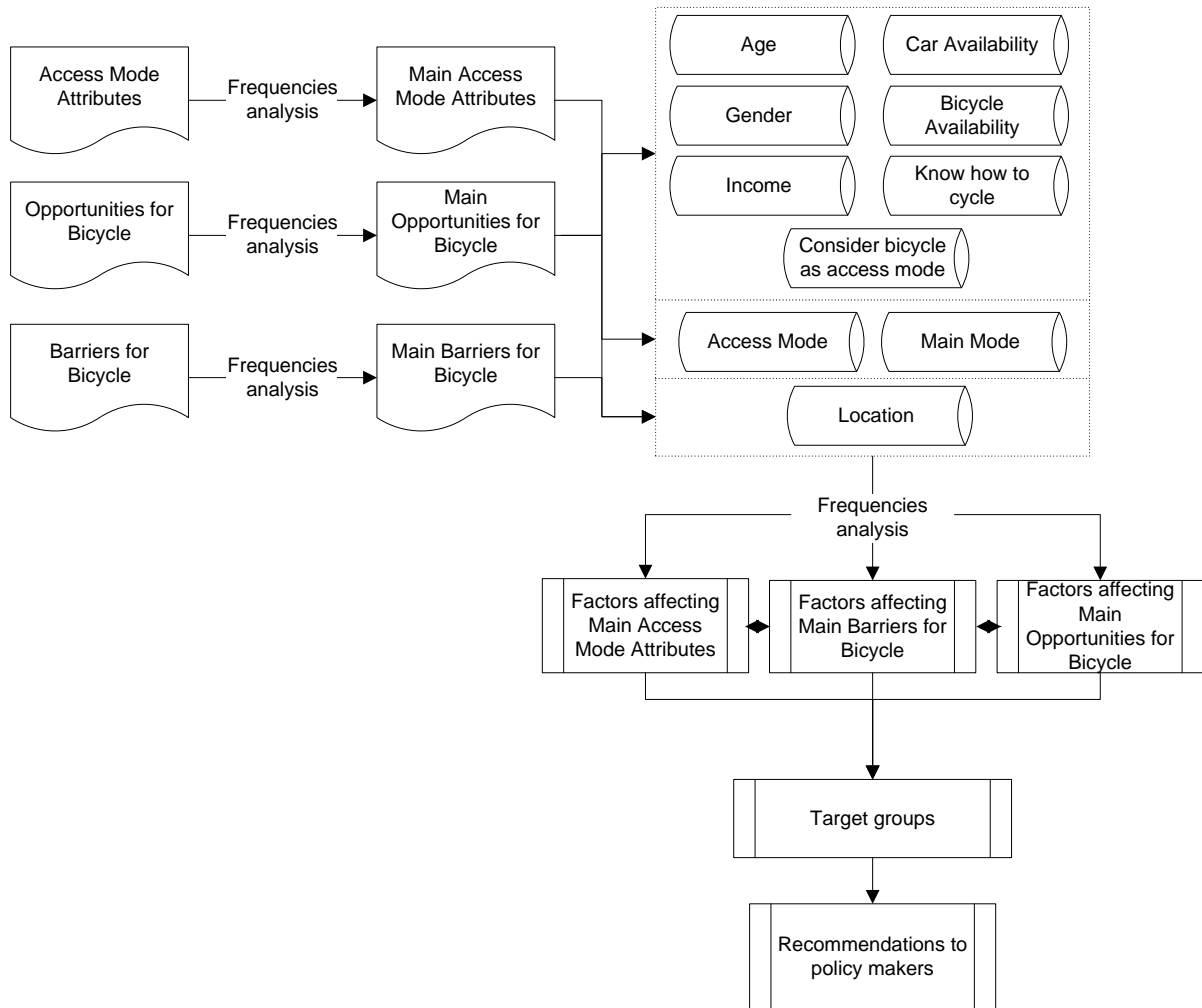 Access Mode
Attributes
Frequencies
analysis
Main Access
Mode Attributes
Opportunities for
Bicycle
Frequencies
analysis
Main
Opportunities for
Bicycle
Barriers for
Bicycle
Frequencies
analysis
Main Barriers for
Bicycle
Age
Car Availability
Gender
Bicycle
Availability
Income
Know how to
cycle
Consider bicycle
as access mode
Access Mode
Main Mode
Location
Frequencies
analysis
Factors affecting
Main Access
Mode Attributes
Factors affecting
Main Barriers for
Bicycle
Factors affecting
Main
Opportunities for
Bicycle
Target groups
Recommendations to
policy makers